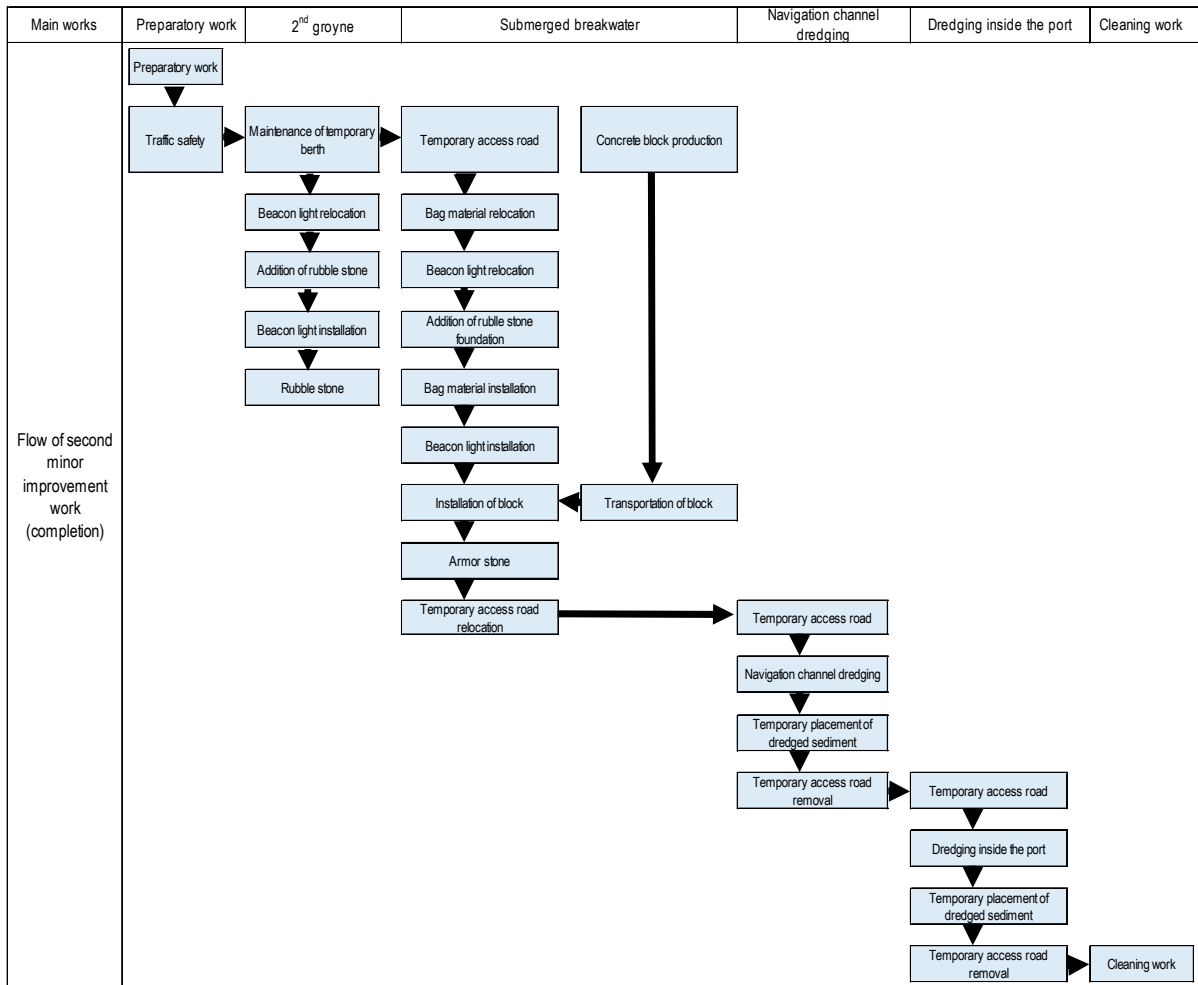 Main works
Preparatory work
2nd groyne
Submerged breakwater
Navigation channel
dredging
Dredging inside the port
Cleaning work
Flow of second
minor
improvement
work
(completion)
Preparatory work
Traffic safety
Maintenance of temporary
berth
Temporary access road
Concrete block production
Beacon light relocation
Bag material relocation
Addition of rubble stone
Beacon light relocation
Beacon light installation
Addition of rublle stone
foundation
Rubble stone
Bag material installation
Beacon light installation
Installation of block
Transportation of block
Armor stone
Temporary access road
relocation
Temporary access road
Navigation channel dredging
Temporary placement of
dredged sediment
Temporary access road
removal
Temporary access road
Dredging inside the port
Temporary placement of
dredged sediment
Temporary access road
removal
Cleaning work